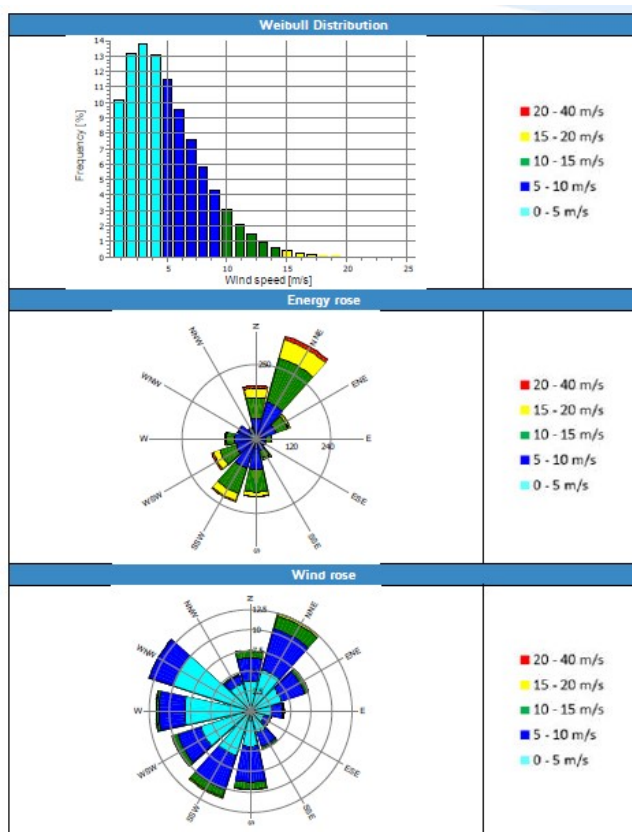 Weibull Distribution
14
13
12
11
10
9
8
7
6
5
4
3
2
1
0
Frequency [%]
5
10
15
20
25
Wind speed [m/s]
20 - 40 m/s
15 - 20 m/s
10 - 15 m/s
5 - 10 m/s
0 - 5 m/s
Energy rose
N
NNW
NNE
WNW
ENE
W
E
WSW
ESE
SSW
SSE
S
250
120
240
20 - 40 m/s
15 - 20 m/s
10 - 15 m/s
5 - 10 m/s
0 - 5 m/s
Wind rose
N
NNW
NNE
WNW
ENE
W
E
WSW
ESE
SSW
SSE
S
12.5
10
20 - 40 m/s
15 - 20 m/s
10 - 15 m/s
5 - 10 m/s
0 - 5 m/s